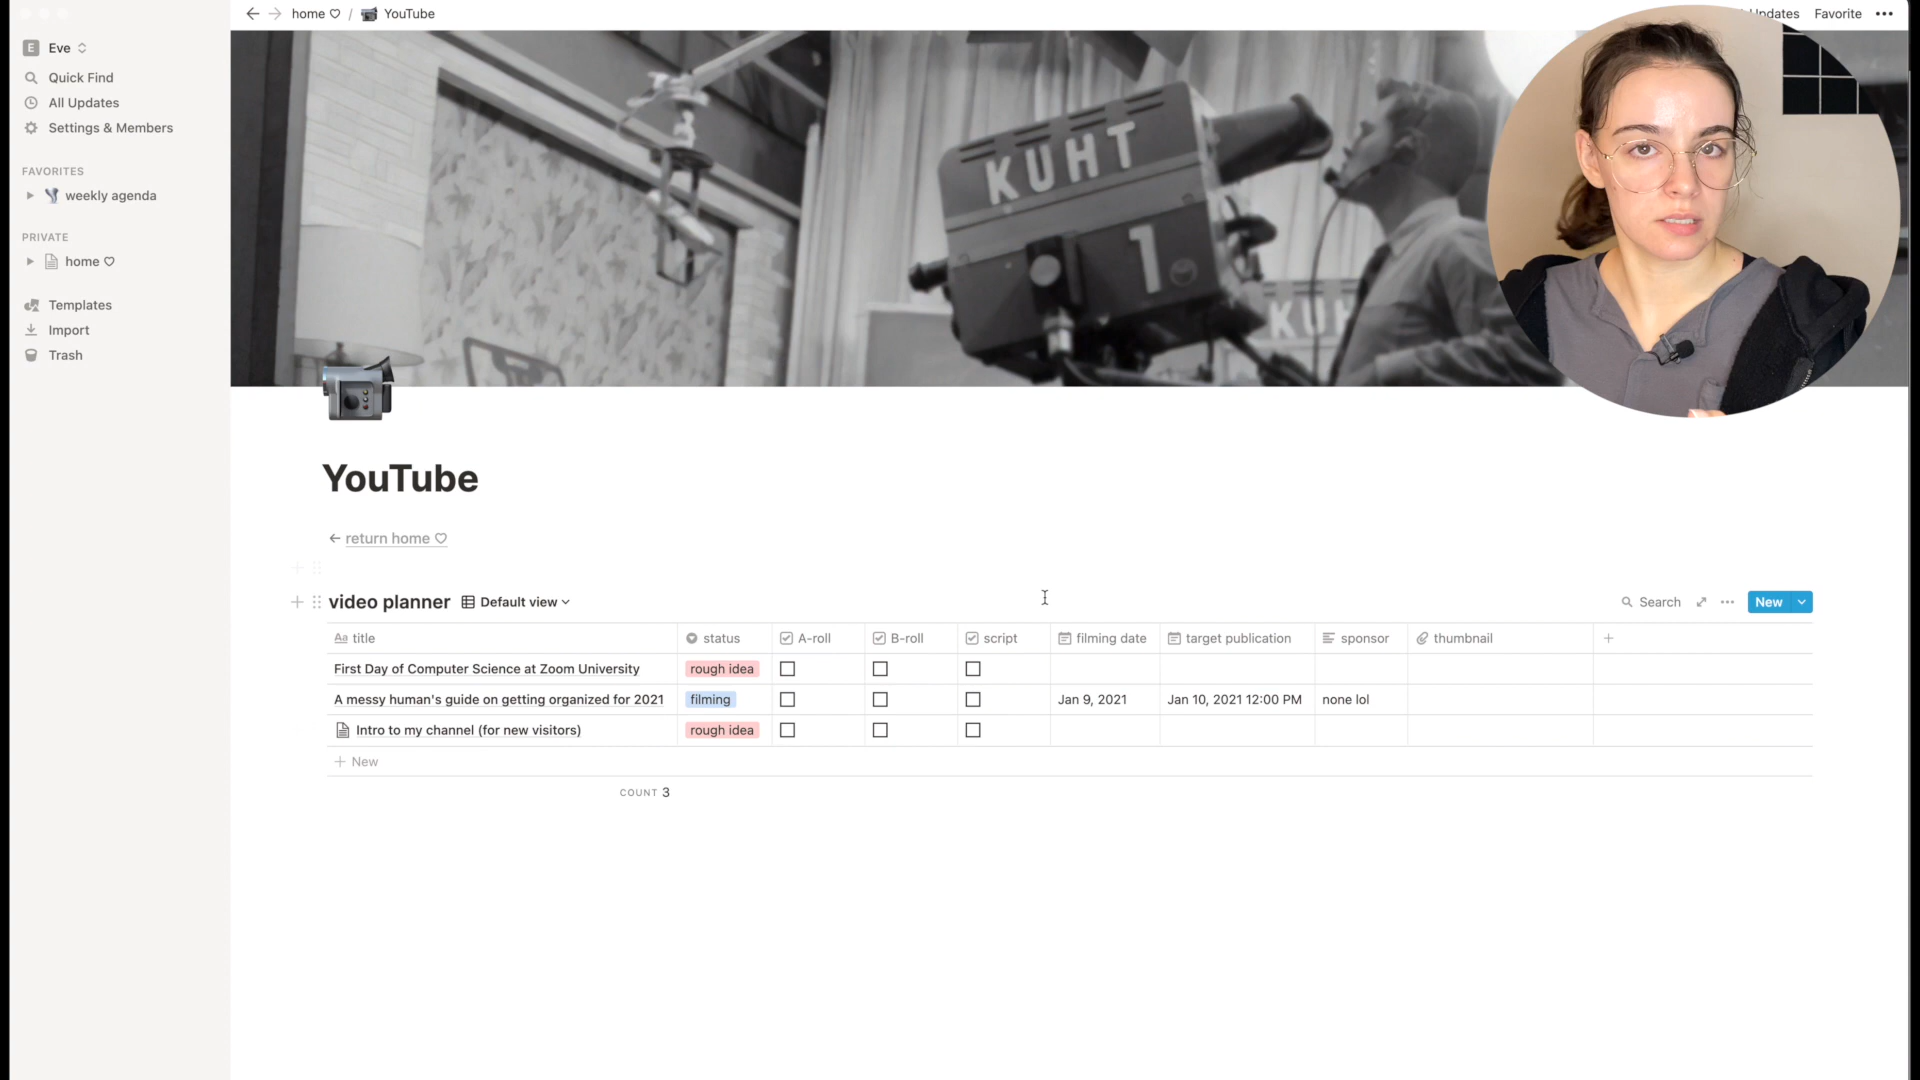 home ♡ / YouTube
Updates Favorite •••
E Eve
Quick Find
All Updates
Settings & Members
FAVORITES
weekly agenda
PRIVATE
home ♡
Templates
Import
Trash
KUHT
1
KUH
YouTube
← return home ♡
video planner Default view
Search ••• New
Aa title status A-roll B-roll script filming date target publication sponsor thumbnail +
First Day of Computer Science at Zoom University rough idea
A messy human's guide on getting organized for 2021 filming Jan 9, 2021 Jan 10, 2021 12:00 PM none lol
Intro to my channel (for new visitors) rough idea
+ New
COUNT 3